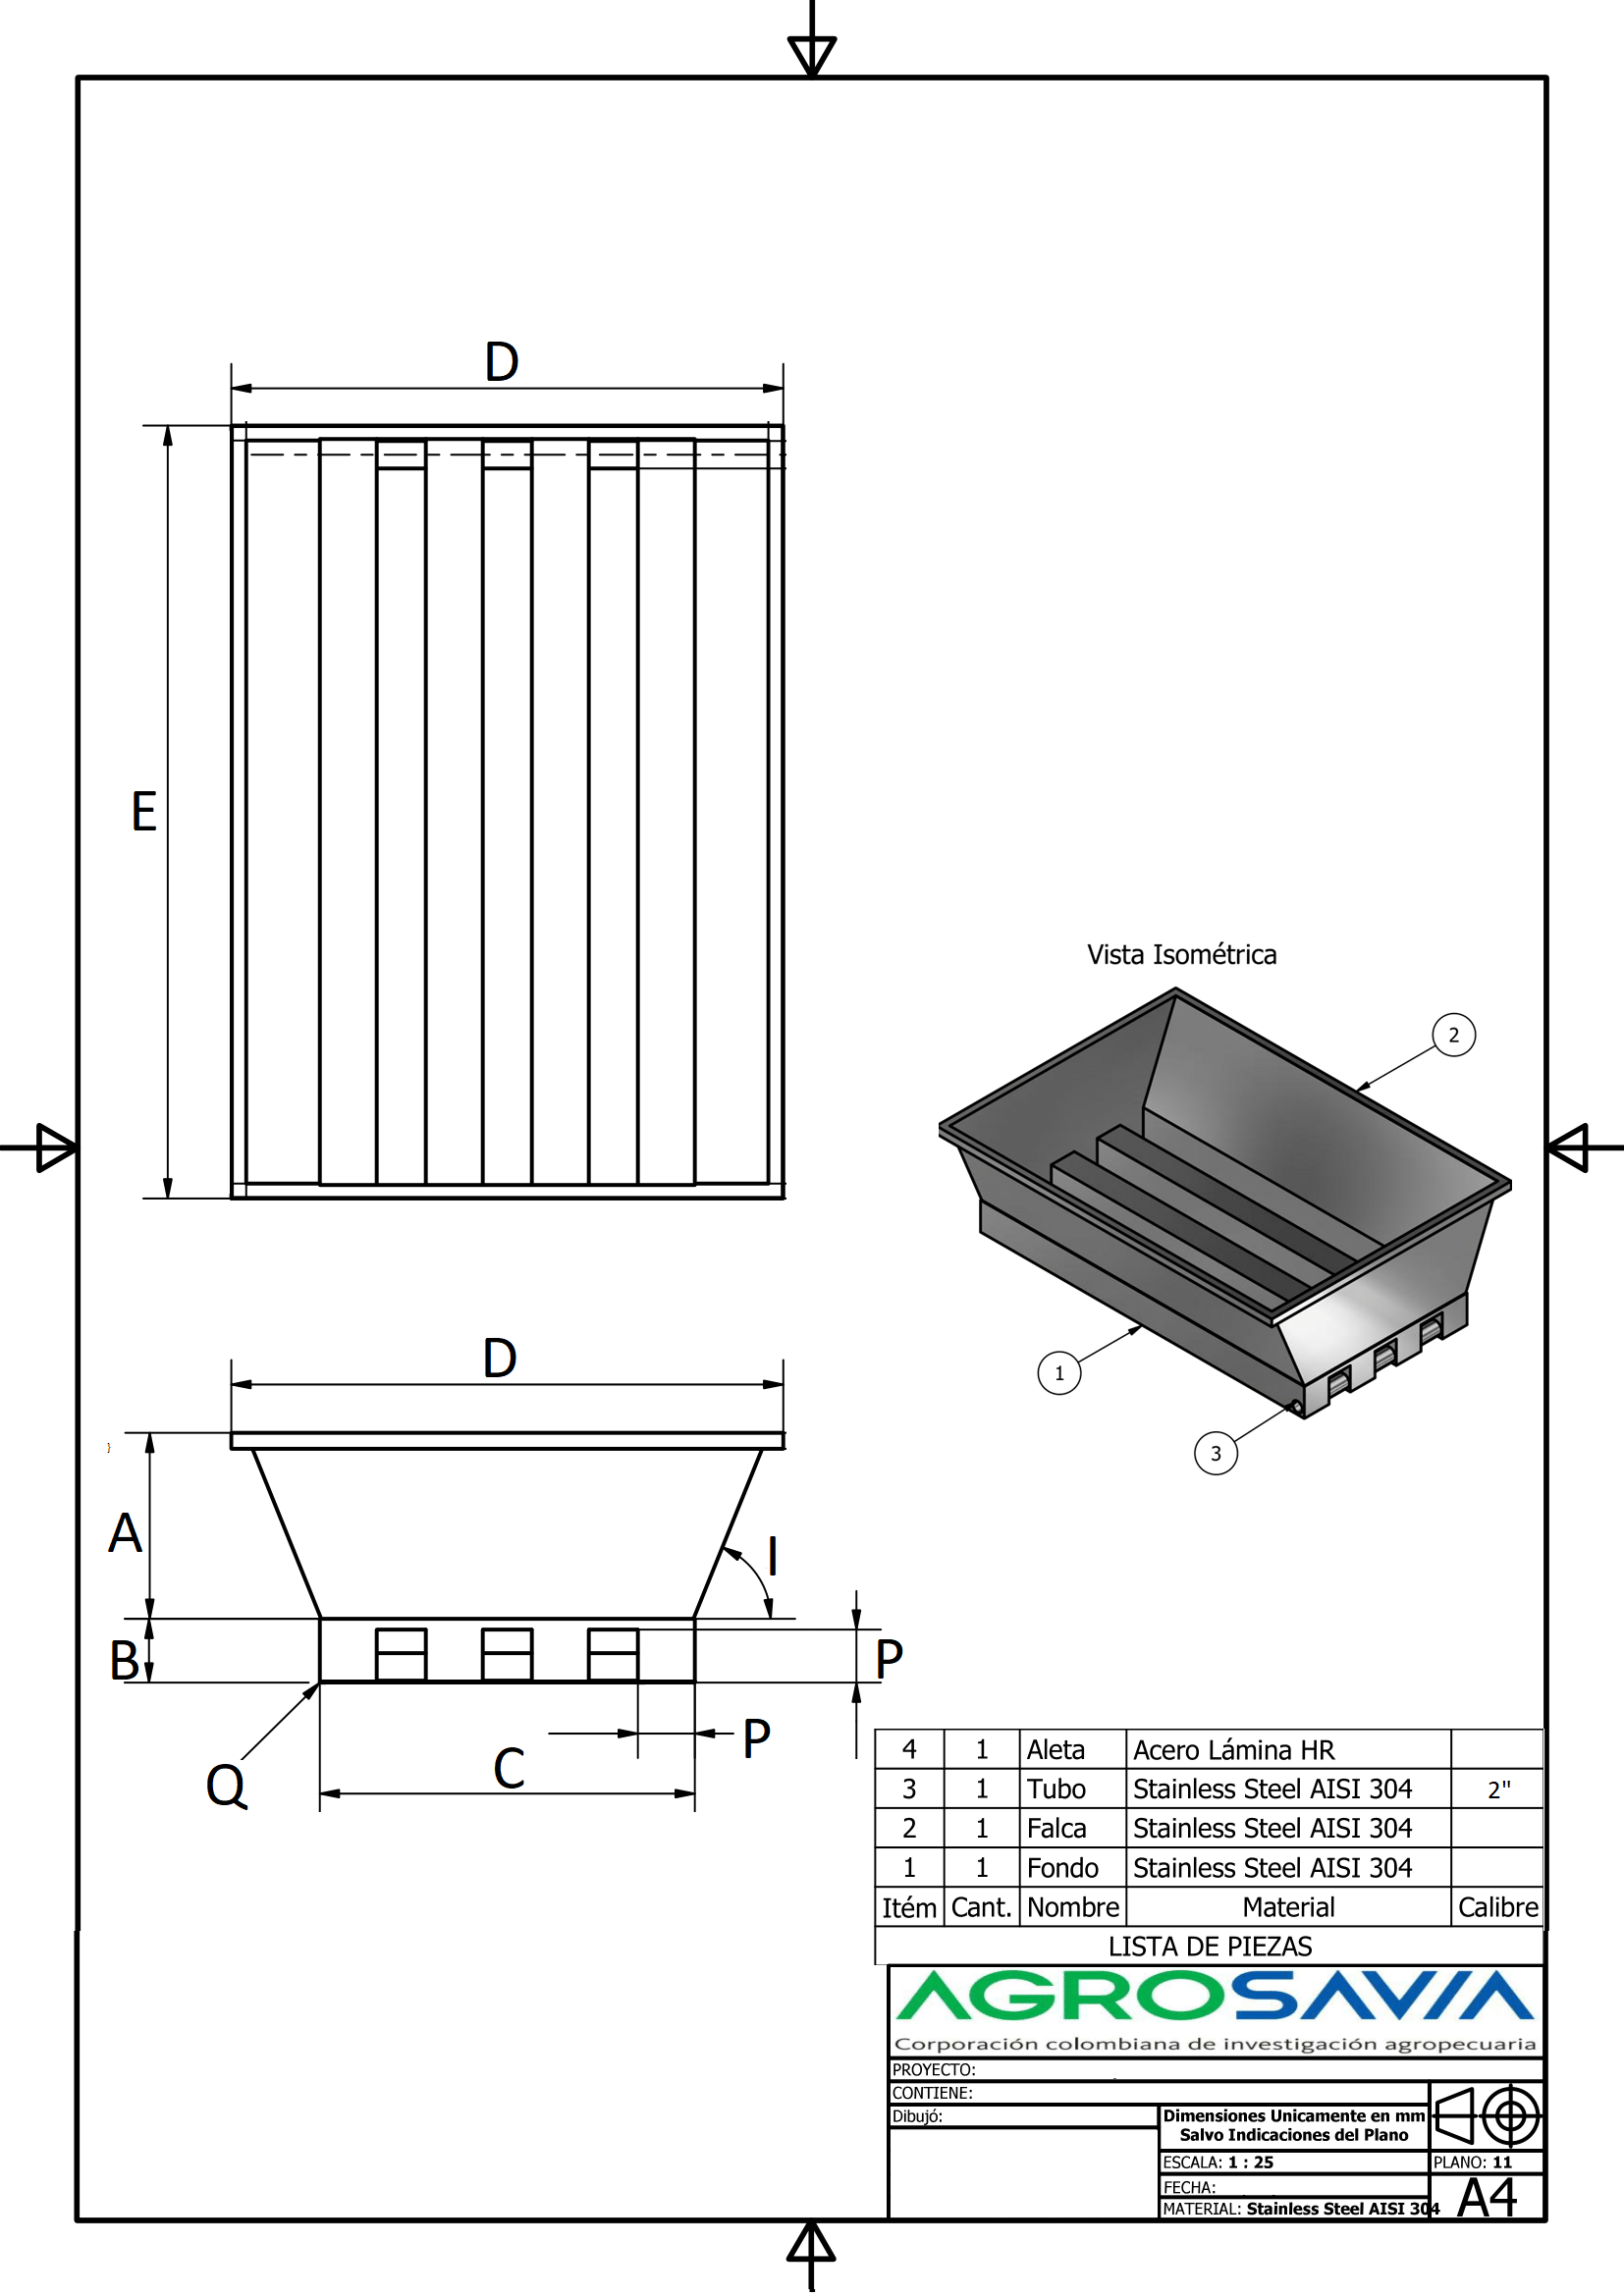 D
E
Vista Isométrica
2
1
3
D
}
A
I
B
P
P
C
Q
4 1 Aleta Acero Lámina HR
3 1 Tubo Stainless Steel AISI 304 2"
2 1 Falca Stainless Steel AISI 304
1 1 Fondo Stainless Steel AISI 304
Itém Cant. Nombre Material Calibre
LISTA DE PIEZAS
AGROSAVIA
Corporación colombiana de investigación agropecuaria
PROYECTO:
CONTIENE:
Dibujó:
Dimensiones Unicamente en mm
Salvo Indicaciones del Plano
ESCALA: 1 : 25
PLANO: 11
FECHA:
MATERIAL: Stainless Steel AISI 304
A4